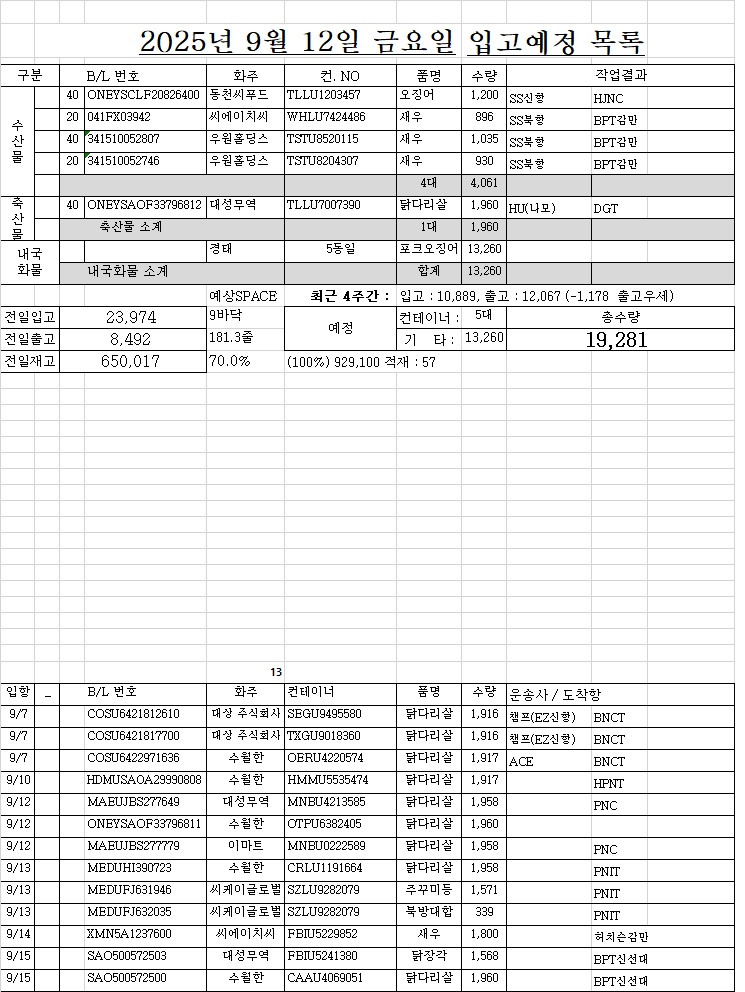 2025년 9월 12일 금요일 입고예정 목록
구분 B/L 번호 화주 컨. NO 품명 수량 작업결과
수산물
40 ONEYSCLF20826400 동천씨푸드 TLLU1203457 오징어 1,200 SS신항 HJNC
20 041FX03942 씨에이치씨 WHLU7424486 새우 896 SS북항 BPT감만
40 341510052807 우원홀딩스 TSTU8520115 새우 1,035 SS북항 BPT감만
20 341510052746 우원홀딩스 TSTU8204307 새우 930 SS북항 BPT감만
4대 4,061
축산물
40 ONEYSAOF33796812 대성무역 TLLU7007390 닭다리살 1,960 HU(나모) DGT
축산물 소계 1대 1,960
내국화물
경태 5동일 포크오징어 13,260
내국화물 소계 합계 13,260
예상SPACE 최근 4주간 : 입고 : 10,889, 출고 : 12,067 (-1,178 출고우세)
전일입고 23,974 9바닥 예정 컨테이너 : 5대 총수량
전일출고 8,492 181.3줄 기 타 : 13,260 19,281
전일재고 650,017 70.0% (100%) 929,100 적재 : 57
13
입항 _ B/L 번호 화주 컨테이너 품명 수량 운송사 / 도착항
9/7 COSU6421812610 대상 주식회사 SEGU9495580 닭다리살 1,916 챔프(EZ신항) BNCT
9/7 COSU6421817700 대상 주식회사 TXGU9018360 닭다리살 1,916 챔프(EZ신항) BNCT
9/7 COSU6422971636 수월한 OERU4220574 닭다리살 1,917 ACE BNCT
9/10 HDMUSAOA29990808 수월한 HMMU5535474 닭다리살 1,917 HPNT
9/12 MAEUJBS277649 대성무역 MNBU4213585 닭다리살 1,958 PNC
9/12 ONEYSAOF33796811 수월한 OTPU6382405 닭다리살 1,960
9/12 MAEUJBS277779 이마트 MNBU0222589 닭다리살 1,958 PNC
9/13 MEDUHI390723 수월한 CRLU1191664 닭다리살 1,958 PNIT
9/13 MEDUFJ631946 씨케이글로벌 SZLU9282079 주꾸미등 1,571 PNIT
9/13 MEDUFJ632035 씨케이글로벌 SZLU9282079 북방대합 339 PNIT
9/14 XMN5A1237600 씨에이치씨 FBIU5229852 새우 1,800 허치슨감만
9/15 SAO500572503 대성무역 FBIU5241380 닭장각 1,568 BPT신선대
9/15 SAO500572500 수월한 CAAU4069051 닭다리살 1,960 BPT신선대